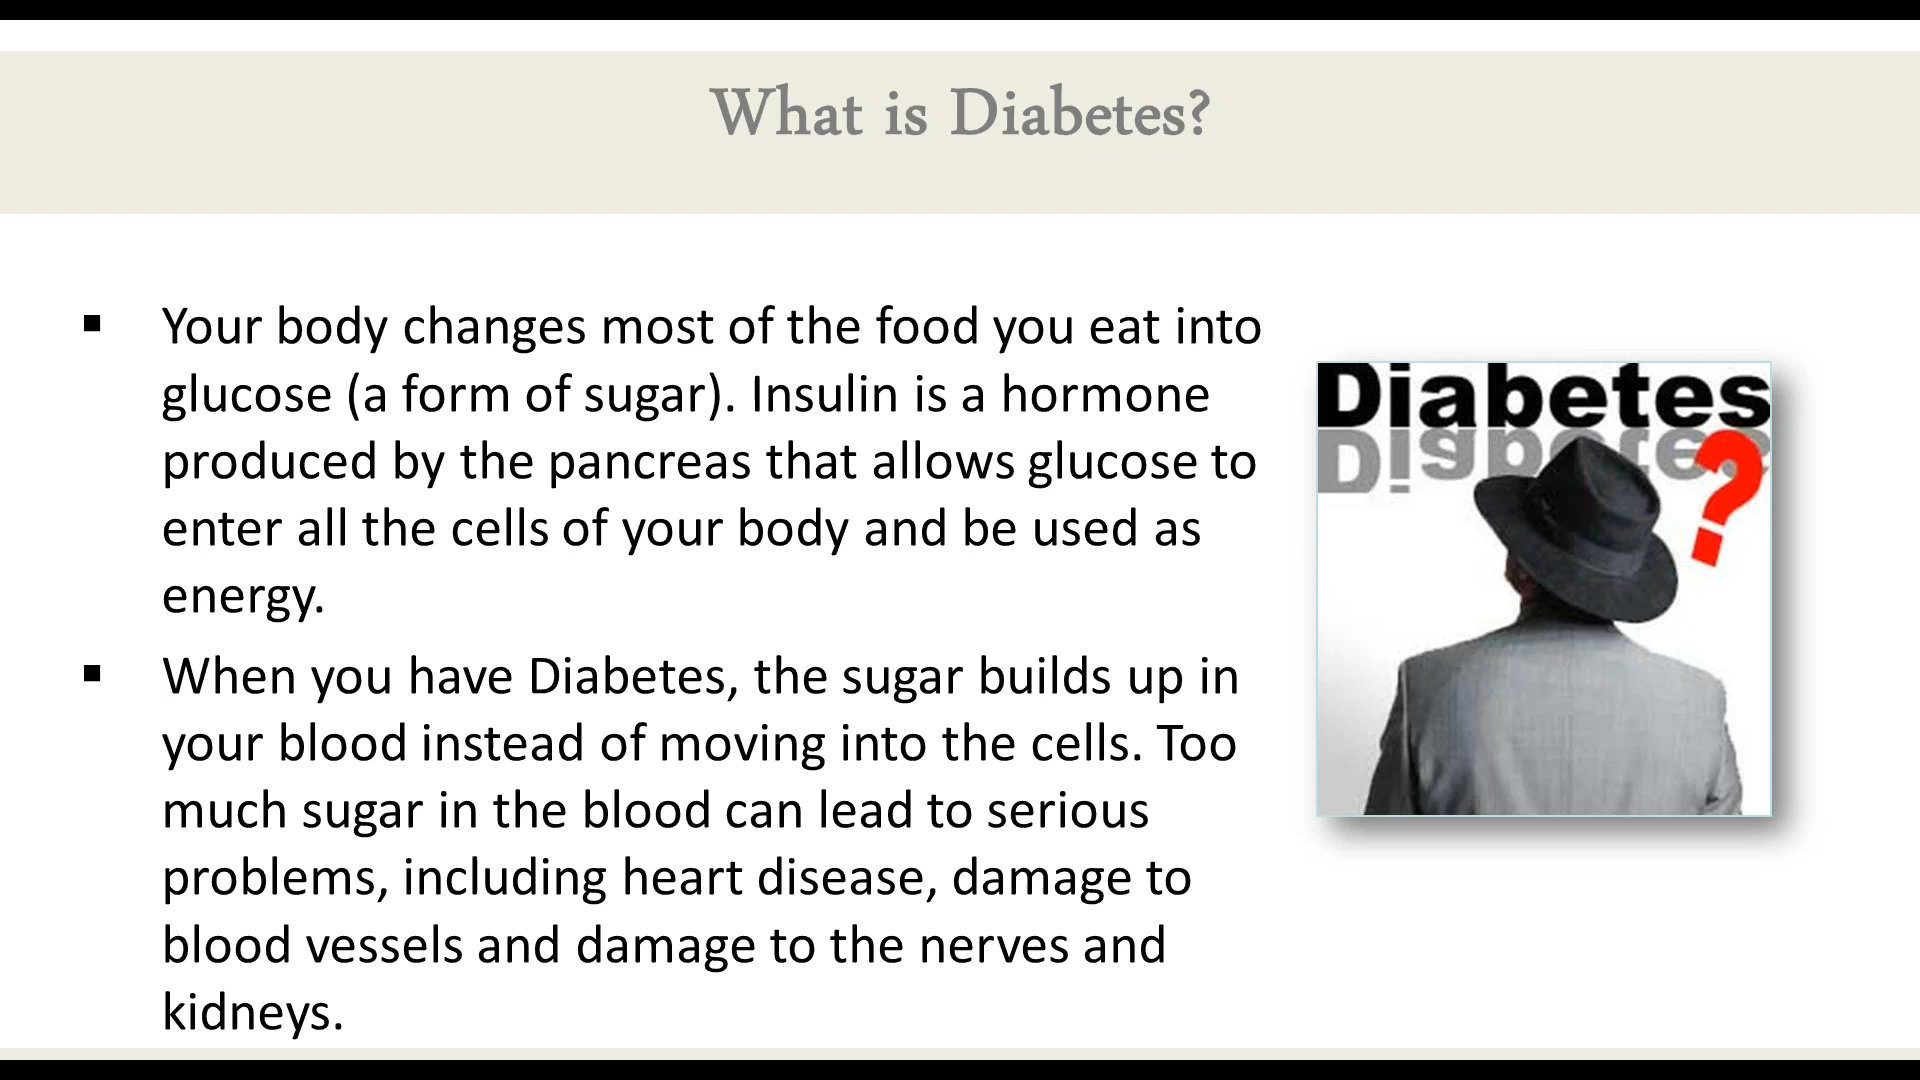 What is Diabetes?
▪ Your body changes most of the food you eat into
glucose (a form of sugar). Insulin is a hormone
produced by the pancreas that allows glucose to
enter all the cells of your body and be used as
energy.
▪ When you have Diabetes, the sugar builds up in
your blood instead of moving into the cells. Too
much sugar in the blood can lead to serious
problems, including heart disease, damage to
blood vessels and damage to the nerves and
kidneys.
Diabetes
?